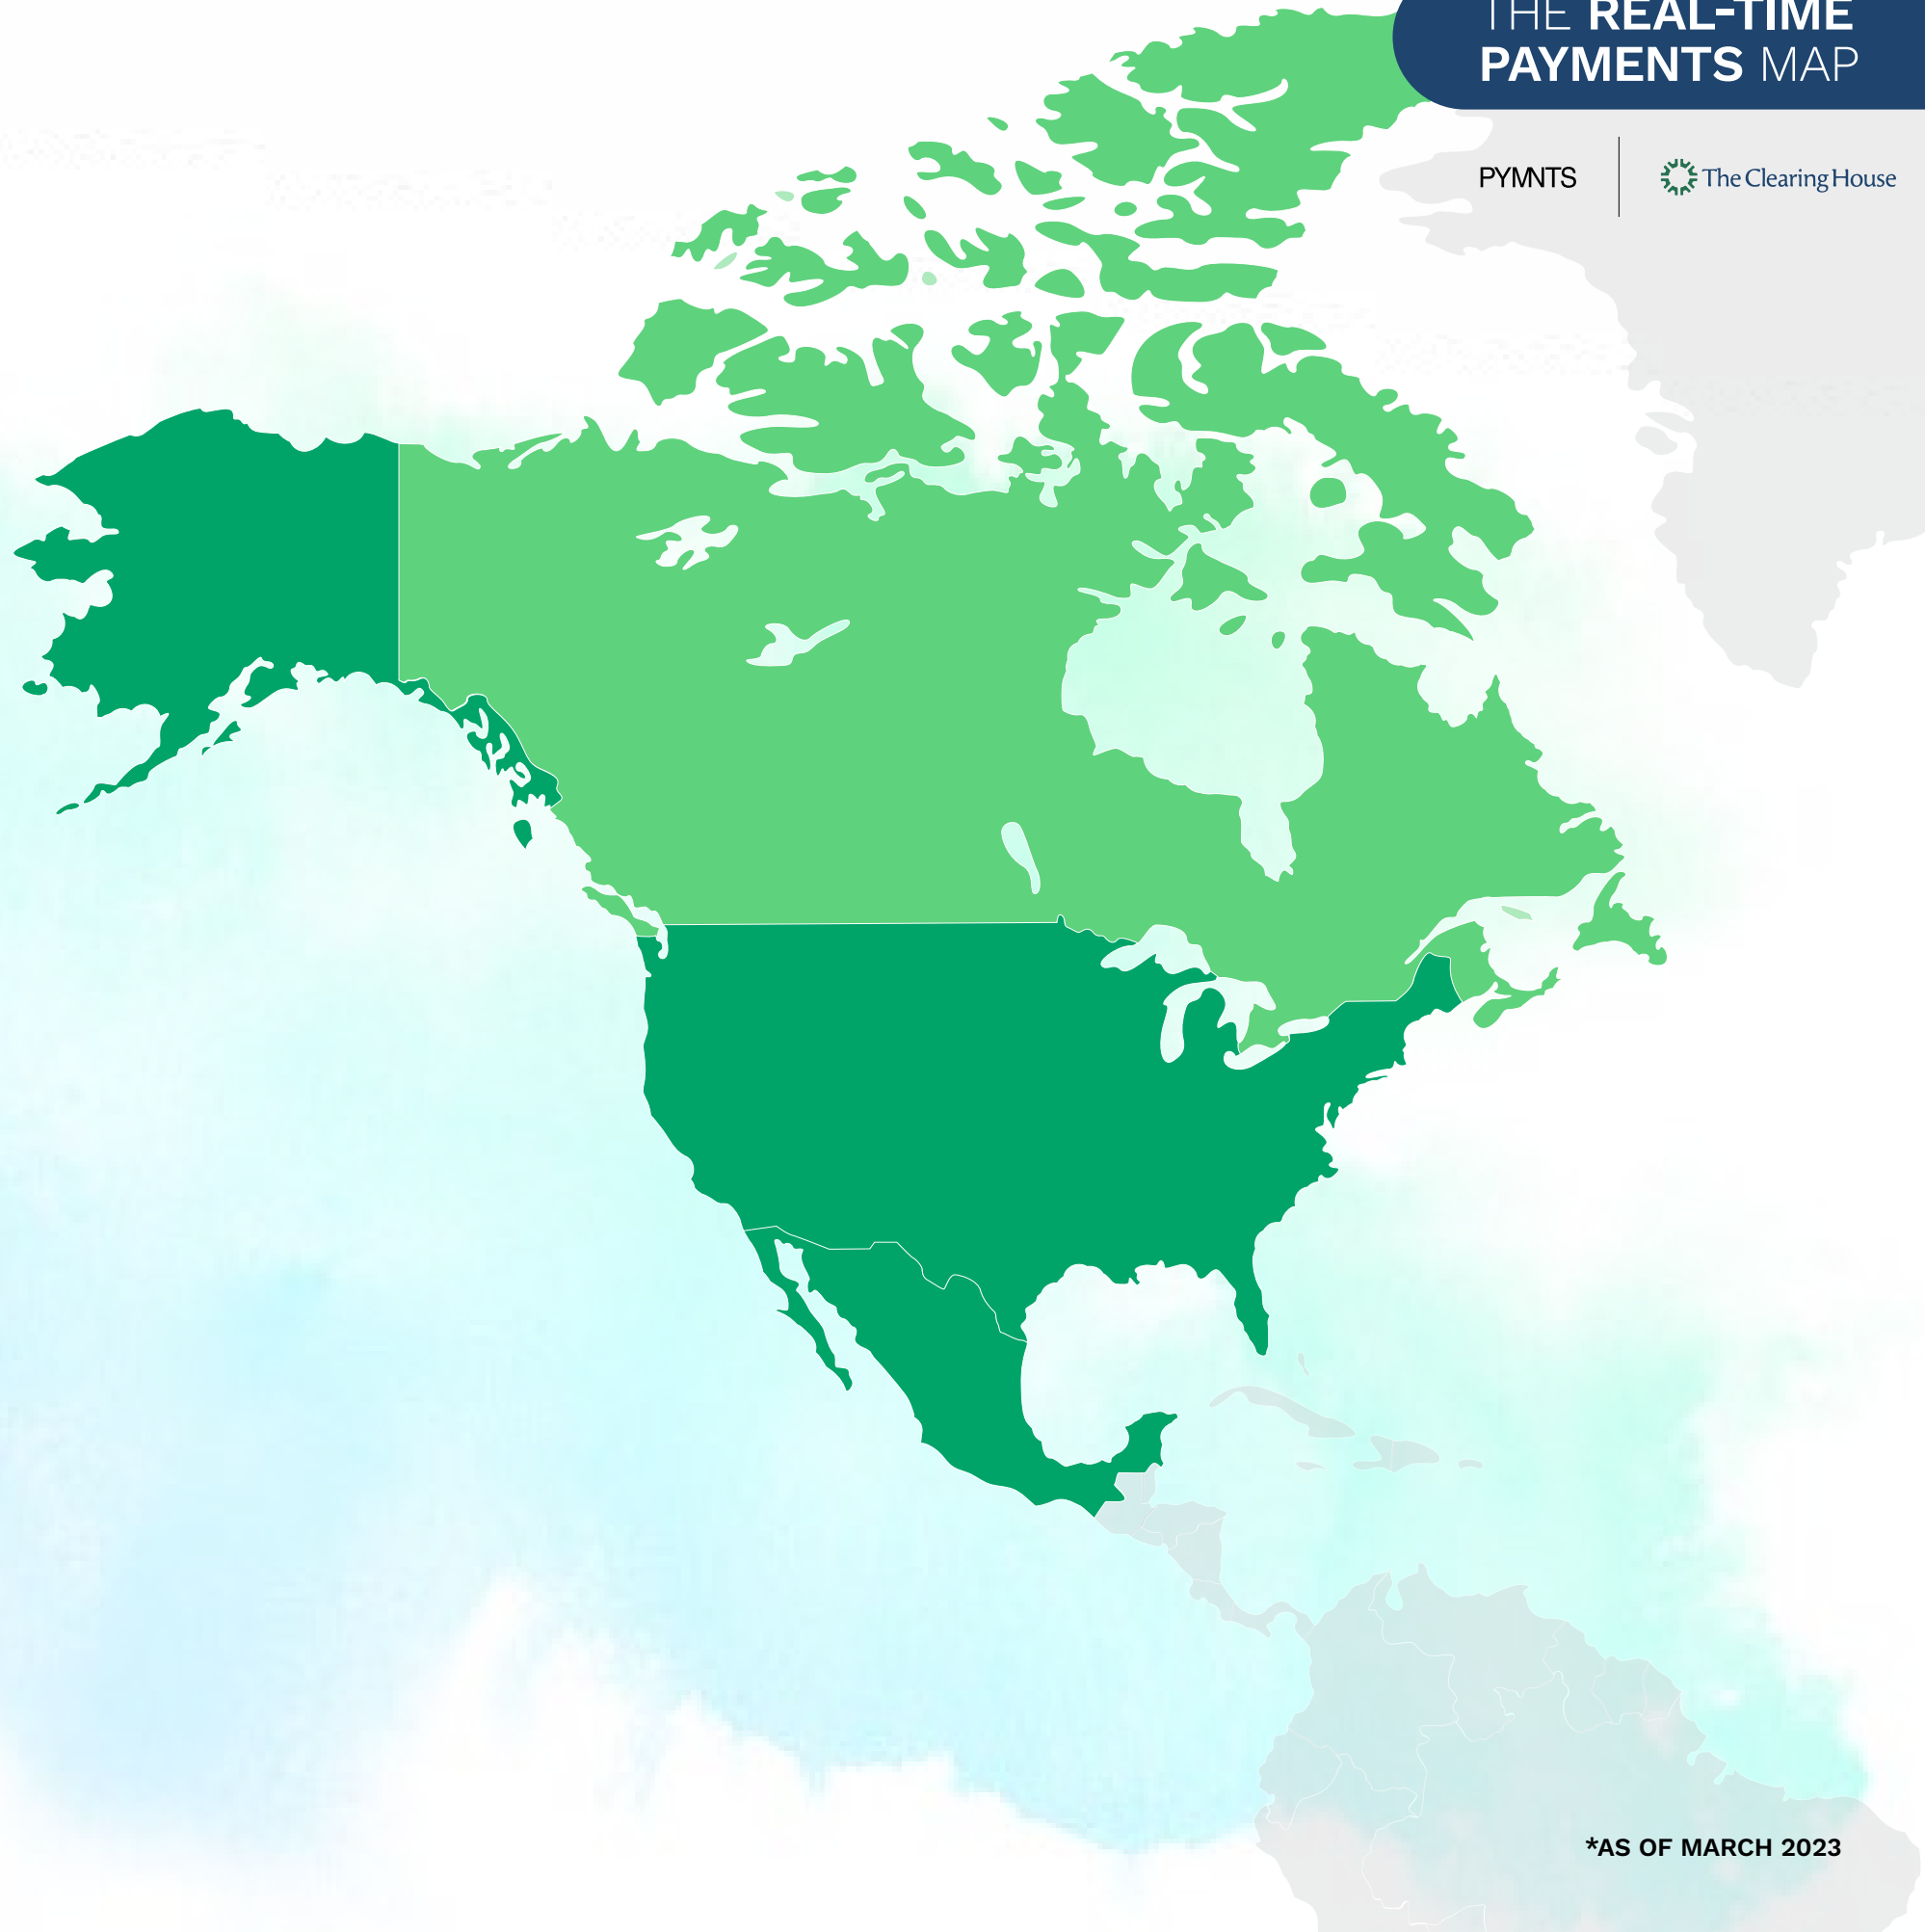 THE REAL-TIME
PAYMENTS MAP
PYMNTS
The Clearing House
*AS OF MARCH 2023